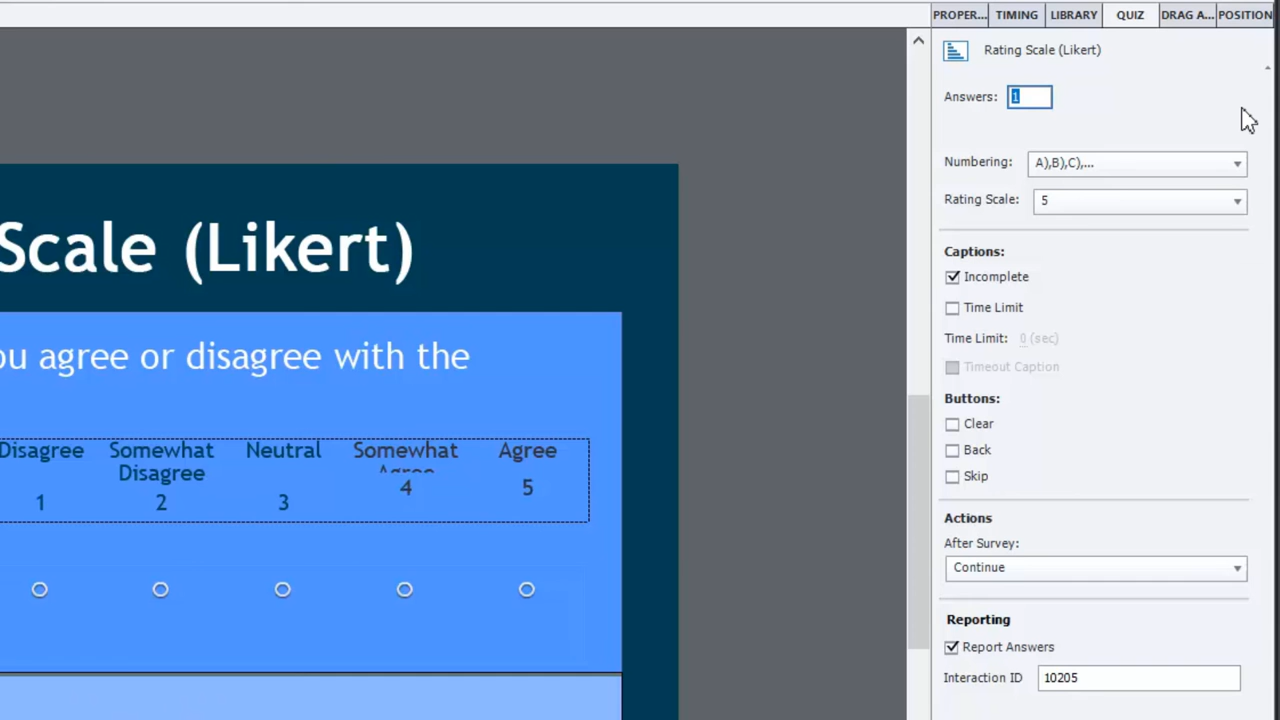 PROPER... TIMING LIBRARY QUIZ DRAG A... POSITION
Rating Scale (Likert)
Answers: 1
Numbering: A),B),C),...
Rating Scale: 5
Captions:
Incomplete
Time Limit
Time Limit: 0 (sec)
Timeout Caption
Buttons:
Clear
Back
Skip
Actions
After Survey:
Continue
Reporting
Report Answers
Interaction ID 10205
Scale (Likert)
ou agree or disagree with the
Disagree Somewhat Neutral Somewhat Agree
Disagree Agree
1 2 3 4 5